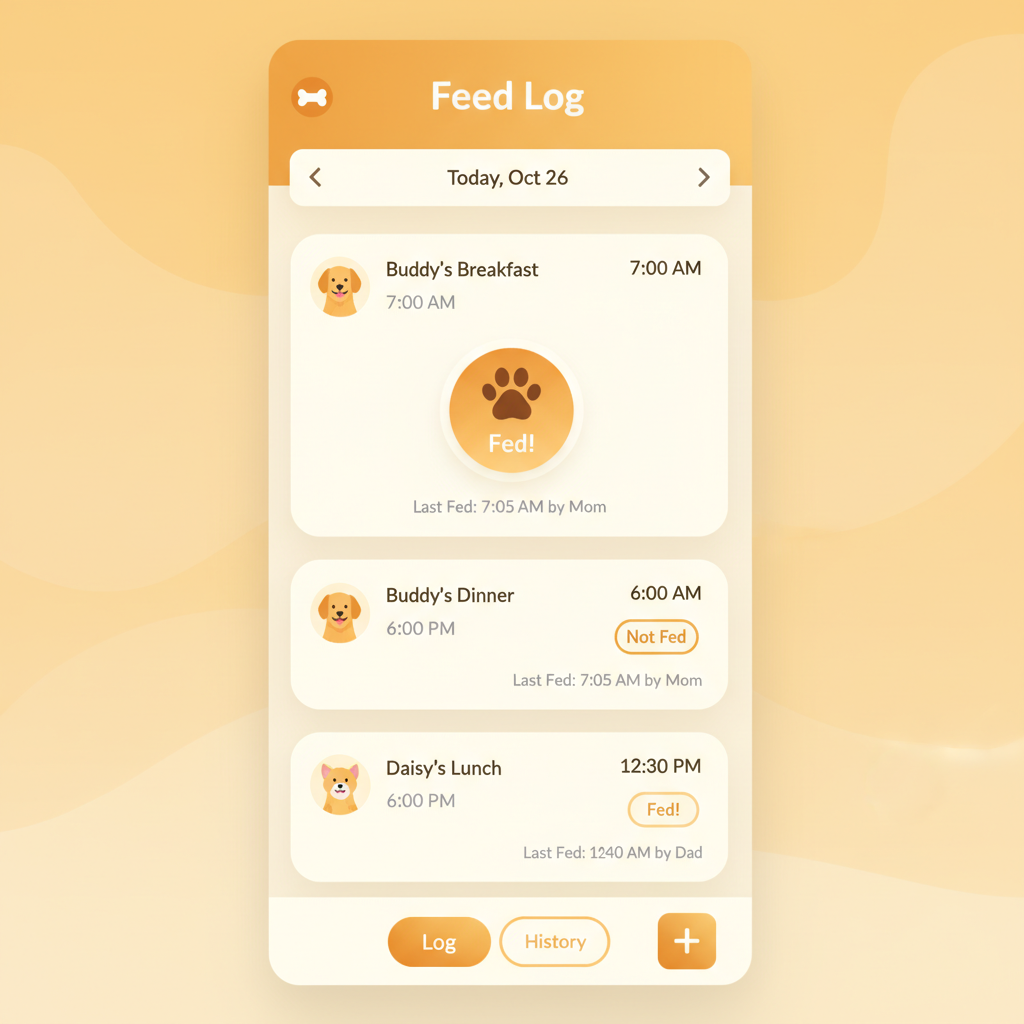 Feed Log
Today, Oct 26
Buddy's Breakfast
7:00 AM
7:00 AM
Fed!
Last Fed: 7:05 AM by Mom
Buddy's Dinner
6:00 AM
6:00 PM
Not Fed
Last Fed: 7:05 AM by Mom
Daisy's Lunch
12:30 PM
6:00 PM
Fed!
Last Fed: 1240 AM by Dad
Log
History